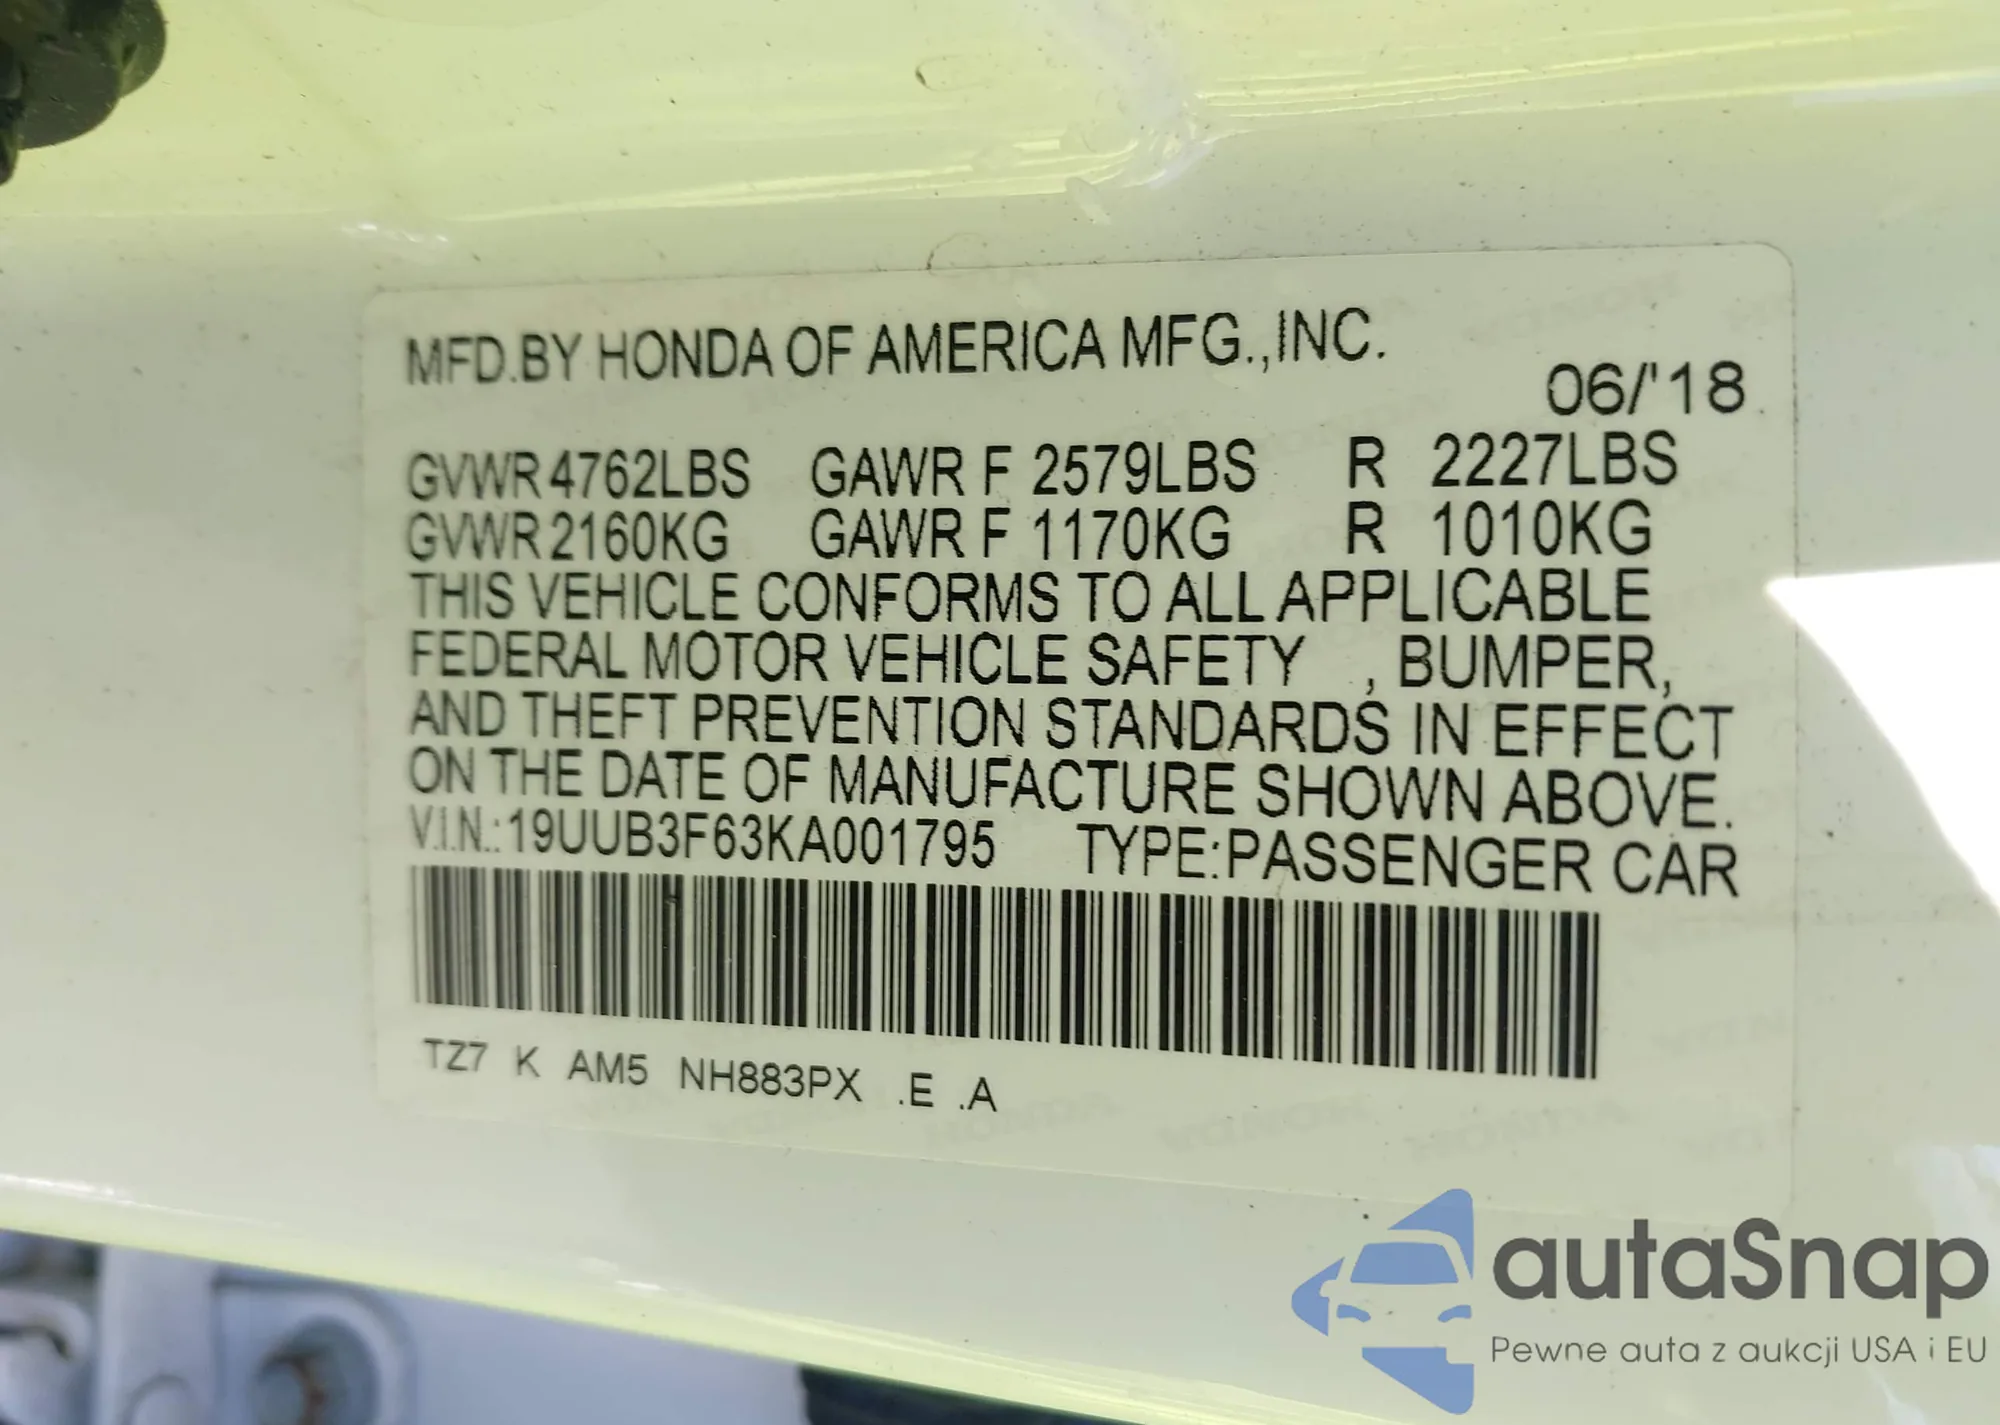 MFD.BY HONDA OF AMERICA MFG.,INC.
06/'18
GVWR 4762LBS GAWR F 2579LBS R 2227LBS
GVWR 2160KG GAWR F 1170KG R 1010KG
THIS VEHICLE CONFORMS TO ALL APPLICABLE
FEDERAL MOTOR VEHICLE SAFETY , BUMPER,
AND THEFT PREVENTION STANDARDS IN EFFECT
ON THE DATE OF MANUFACTURE SHOWN ABOVE.
V.I.N.: 19UUB3F63KA001795 TYPE:PASSENGER CAR
TZ7 K AM5 NH883PX .E .A
autaSnap
Pewne auta z aukcji USA i EU